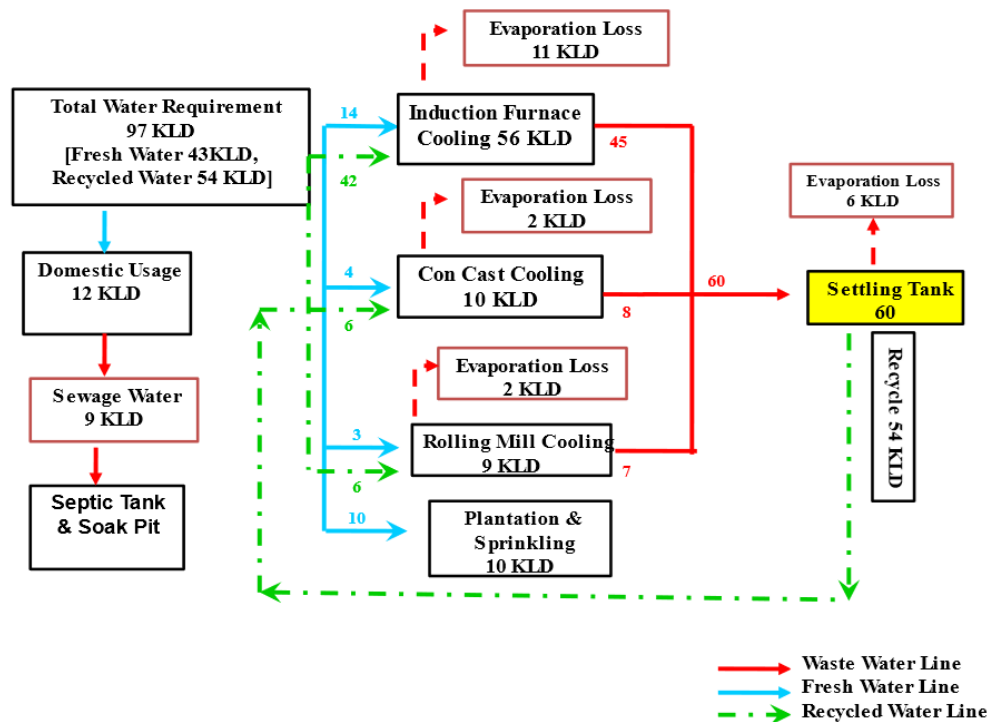 Evaporation Loss
11 KLD
Total Water Requirement
97 KLD
[Fresh Water 43KLD,
Recycled Water 54 KLD]
14
Induction Furnace
Cooling 56 KLD
42
45
Evaporation Loss
2 KLD
Evaporation Loss
6 KLD
Domestic Usage
12 KLD
4
Con Cast Cooling
10 KLD
6
8
60
Settling Tank
60
Recycle 54 KLD
Evaporation Loss
2 KLD
Sewage Water
9 KLD
3
Rolling Mill Cooling
9 KLD
6
7
Septic Tank
& Soak Pit
10
Plantation &
Sprinkling
10 KLD
Waste Water Line
Fresh Water Line
Recycled Water Line